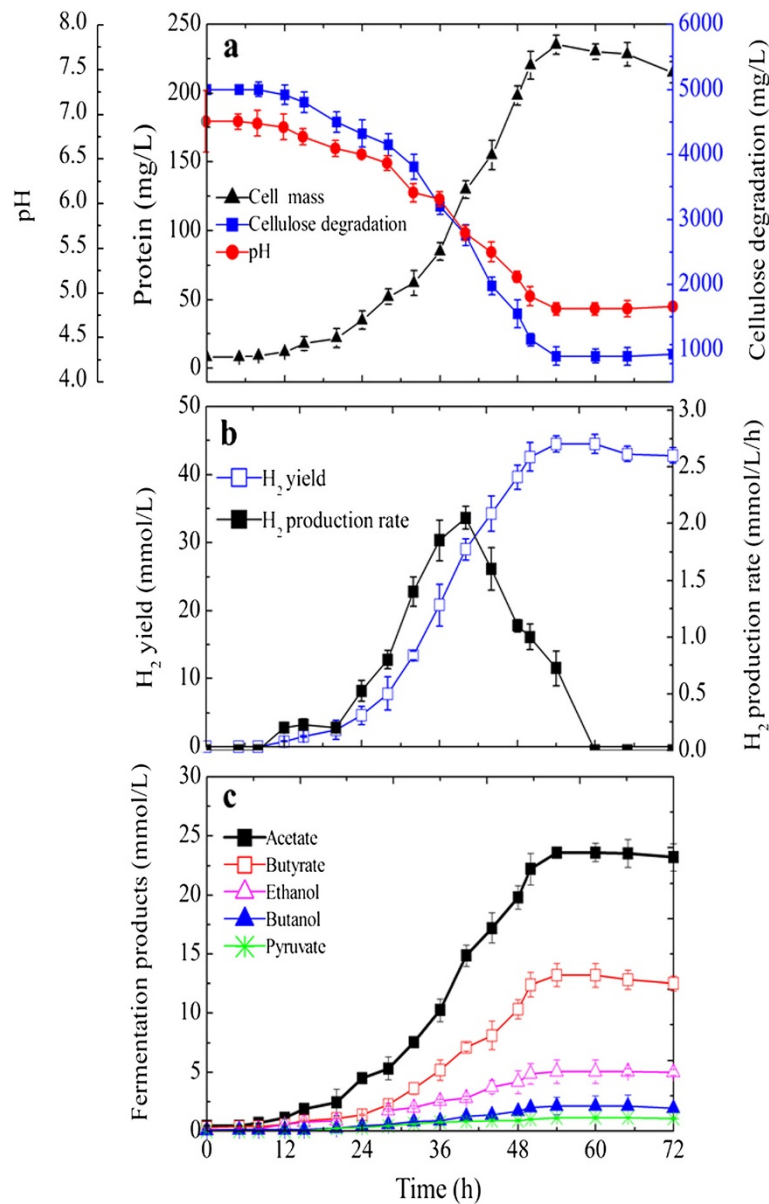 a
pH
8.0
7.5
7.0
6.5
6.0
5.5
5.0
4.5
4.0
Protein (mg/L)
250
200
150
100
50
0
Cellulose degradation (mg/L)
6000
5000
4000
3000
2000
1000
Cell mass
Cellulose degradation
pH
b
H2 yield (mmol/L)
50
40
30
20
10
0
H2 production rate (mmol/L/h)
3.0
2.5
2.0
1.5
1.0
0.5
0.0
H2 yield
H2 production rate
c
Fermentation products (mmol/L)
30
25
20
15
10
5
0
Acetate
Butyrate
Ethanol
Butanol
Pyruvate
0 12 24 36 48 60 72
Time (h)